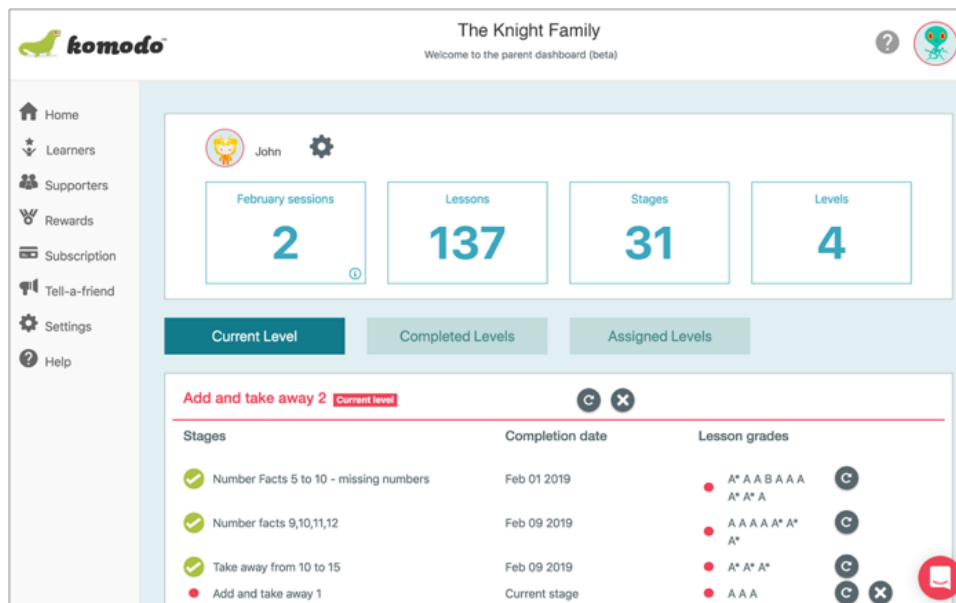 komodo™
The Knight Family
Welcome to the parent dashboard (beta)
?
Home
Learners
Supporters
Rewards
Subscription
Tell-a-friend
Settings
? Help
John
February sessions
2
i
Lessons
137
Stages
31
Levels
4
Current Level
Completed Levels
Assigned Levels
Add and take away 2 Current level
Stages Completion date Lesson grades
Number Facts 5 to 10 - missing numbers Feb 01 2019 A* A A B A A A
A* A* A
Number facts 9,10,11,12 Feb 09 2019 A A A A A* A*
A*
Take away from 10 to 15 Feb 09 2019 A* A* A*
Add and take away 1 Current stage A A A